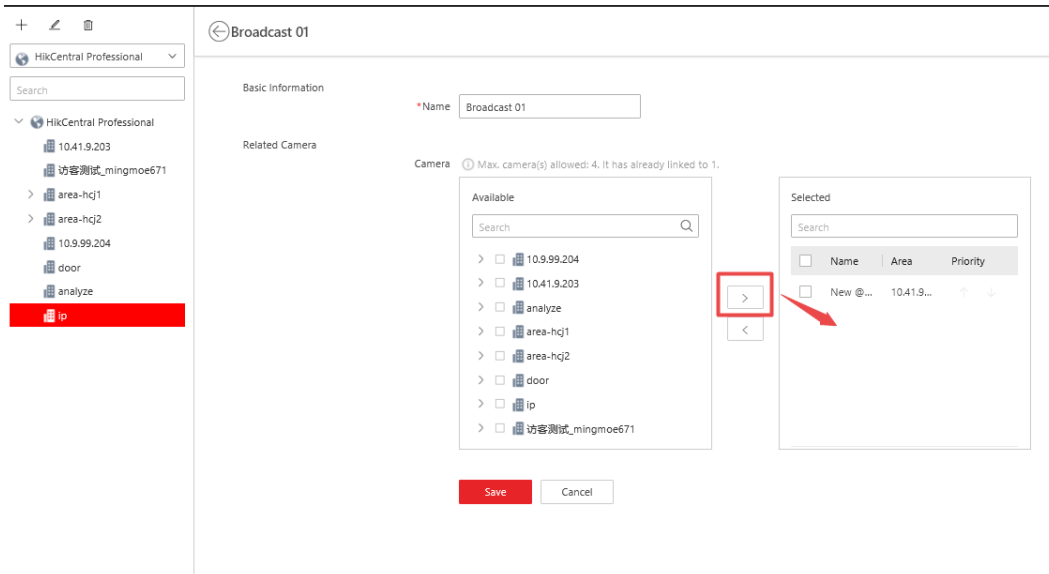 Broadcast 01
HikCentral Professional
Search
HikCentral Professional
10.41.9.203
访客测试_mingmoe671
area-hcj1
area-hcj2
10.9.99.204
door
analyze
ip
Basic Information
*Name Broadcast 01
Related Camera
Camera Max. camera(s) allowed: 4. It has already linked to 1.
Available
Search
10.9.99.204
10.41.9.203
analyze
area-hcj1
area-hcj2
door
ip
访客测试_mingmoe671
Selected
Search
Name Area Priority
New @... 10.41.9...
Save Cancel